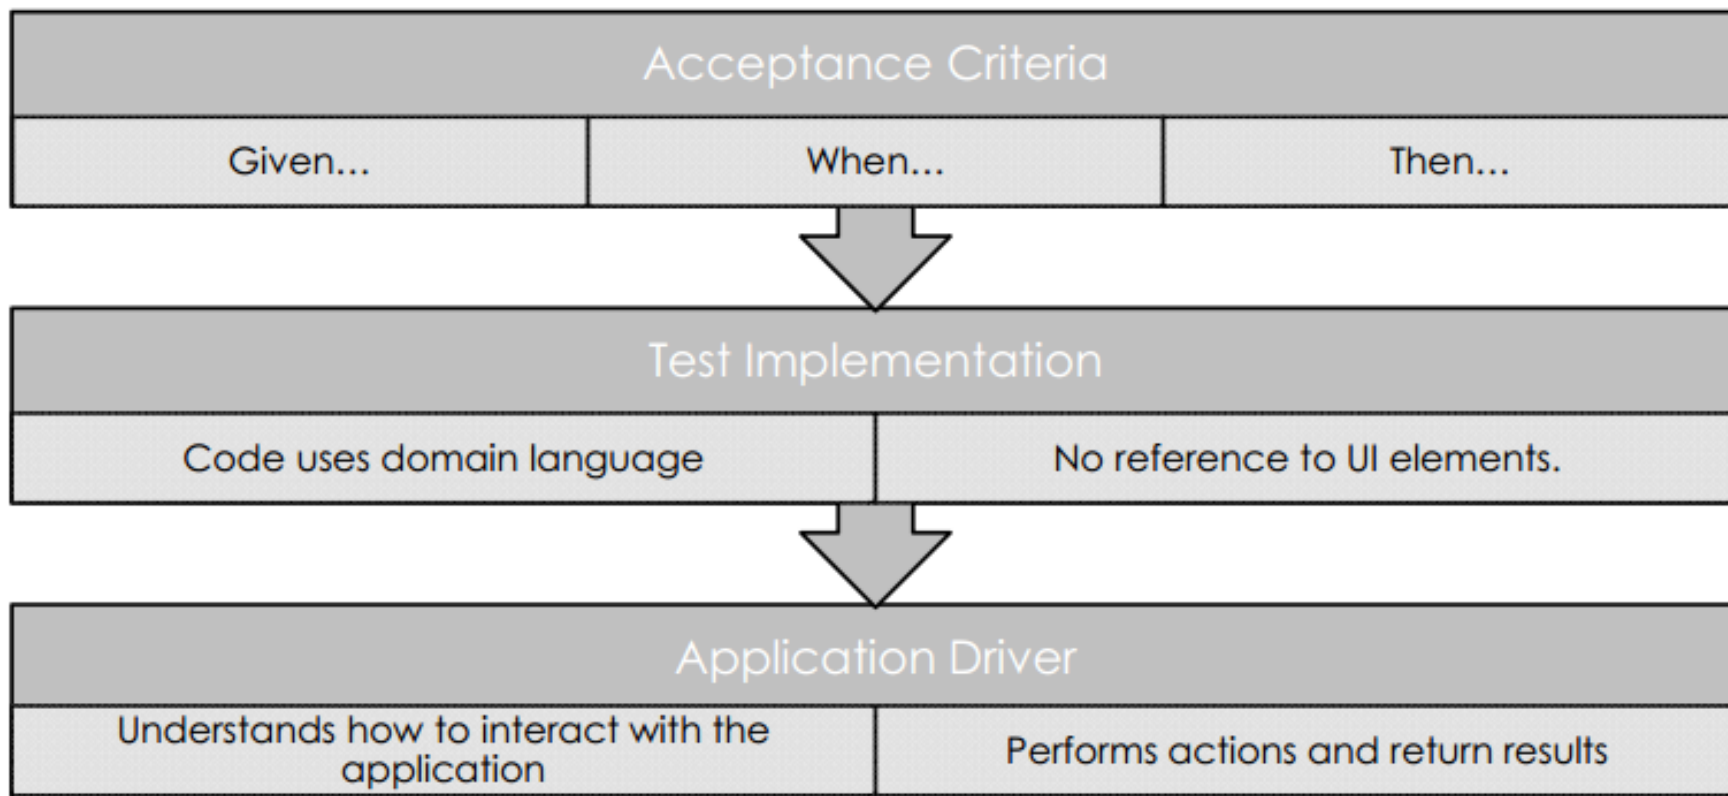 Acceptance Criteria
Given...
When...
Then...
Test Implementation
Code uses domain language
No reference to UI elements.
Application Driver
Understands how to interact with the
application
Performs actions and return results